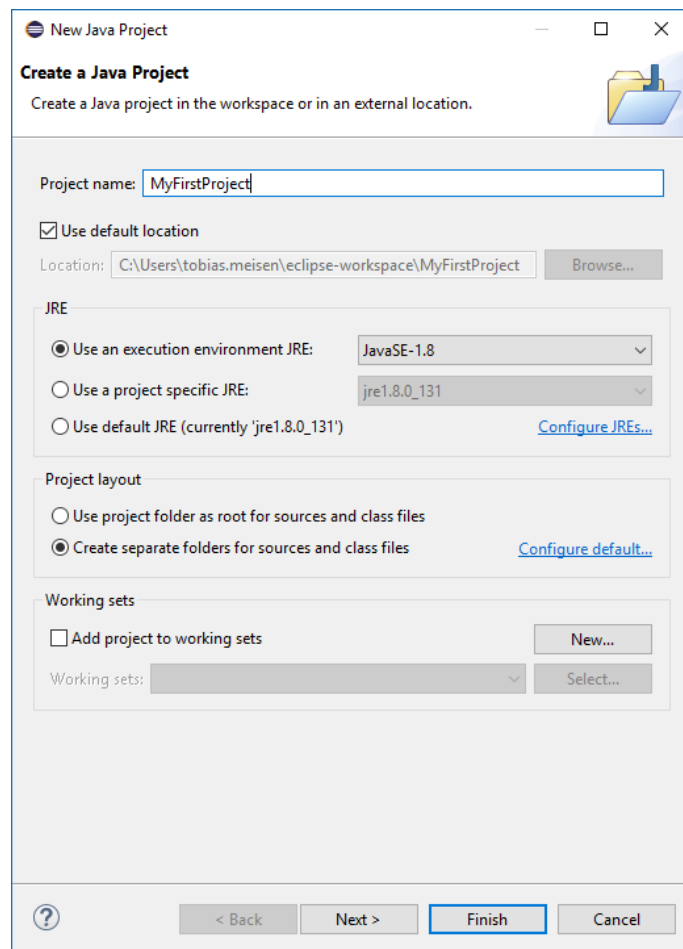 New Java Project
Create a Java Project
Create a Java project in the workspace or in an external location.
Project name: MyFirstProject
Use default location
Location: C:\Users\tobias.meisen\eclipse-workspace\MyFirstProject Browse...
JRE
Use an execution environment JRE: JavaSE-1.8
Use a project specific JRE: jre1.8.0_131
Use default JRE (currently 'jre1.8.0_131') Configure JREs...
Project layout
Use project folder as root for sources and class files
Create separate folders for sources and class files Configure default...
Working sets
Add project to working sets New...
Working sets: Select...
? < Back Next > Finish Cancel